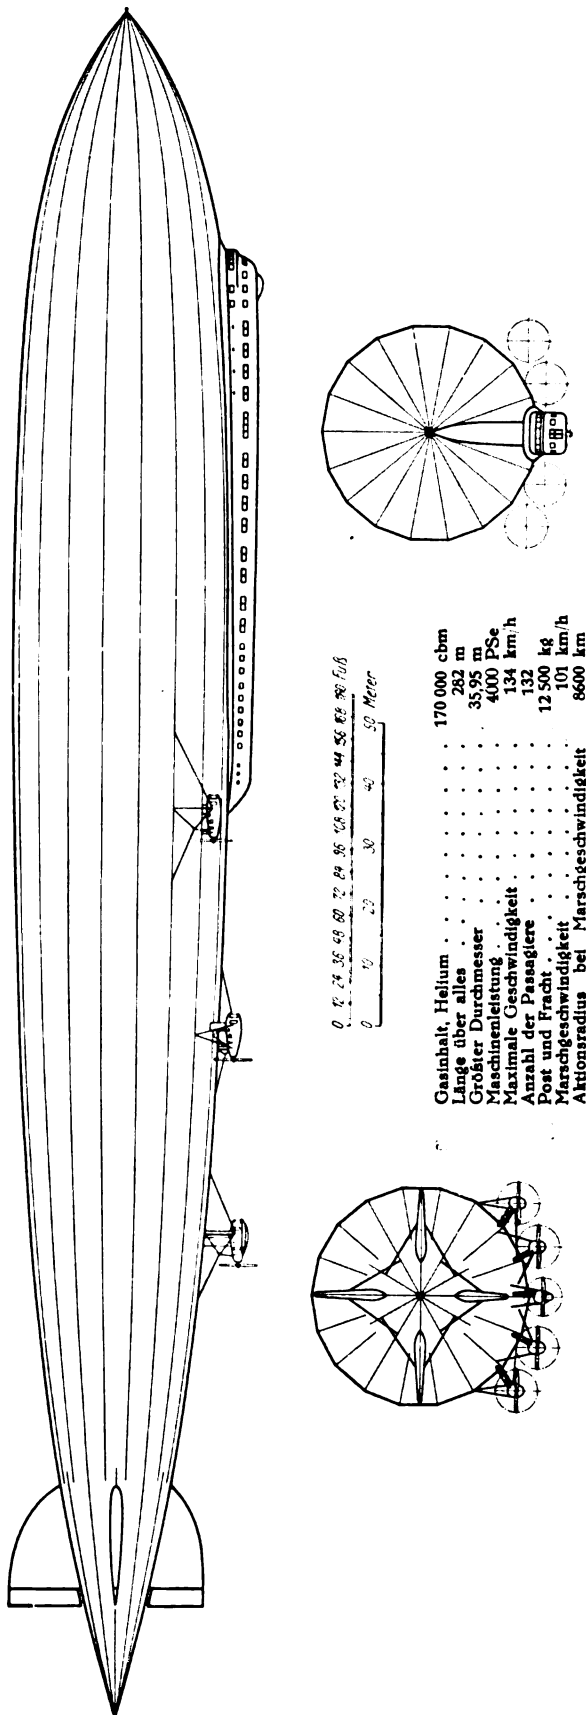 0 12 24 36 48 60 72 84 96 108 120 132 144 156 168 180 Fuß
0 10 20 30 40 50 Meter
Gasinhalt, Helium . . . . . . . . . . . . 170 000 cbm
Länge über alles . . . . . . . . . . . . 282 m
Größter Durchmesser . . . . . . . . . . . 35,95 m
Maschinenleistung . . . . . . . . . . . . 4000 PSe
Maximale Geschwindigkeit . . . . . . . . . 134 km/h
Anzahl der Passagiere . . . . . . . . . . 132
Post und Fracht . . . . . . . . . . . . . 12 500 kg
Marschgeschwindigkeit . . . . . . . . . . 101 km/h
Aktionsradius bei Marschgeschwindigkeit 8600 km